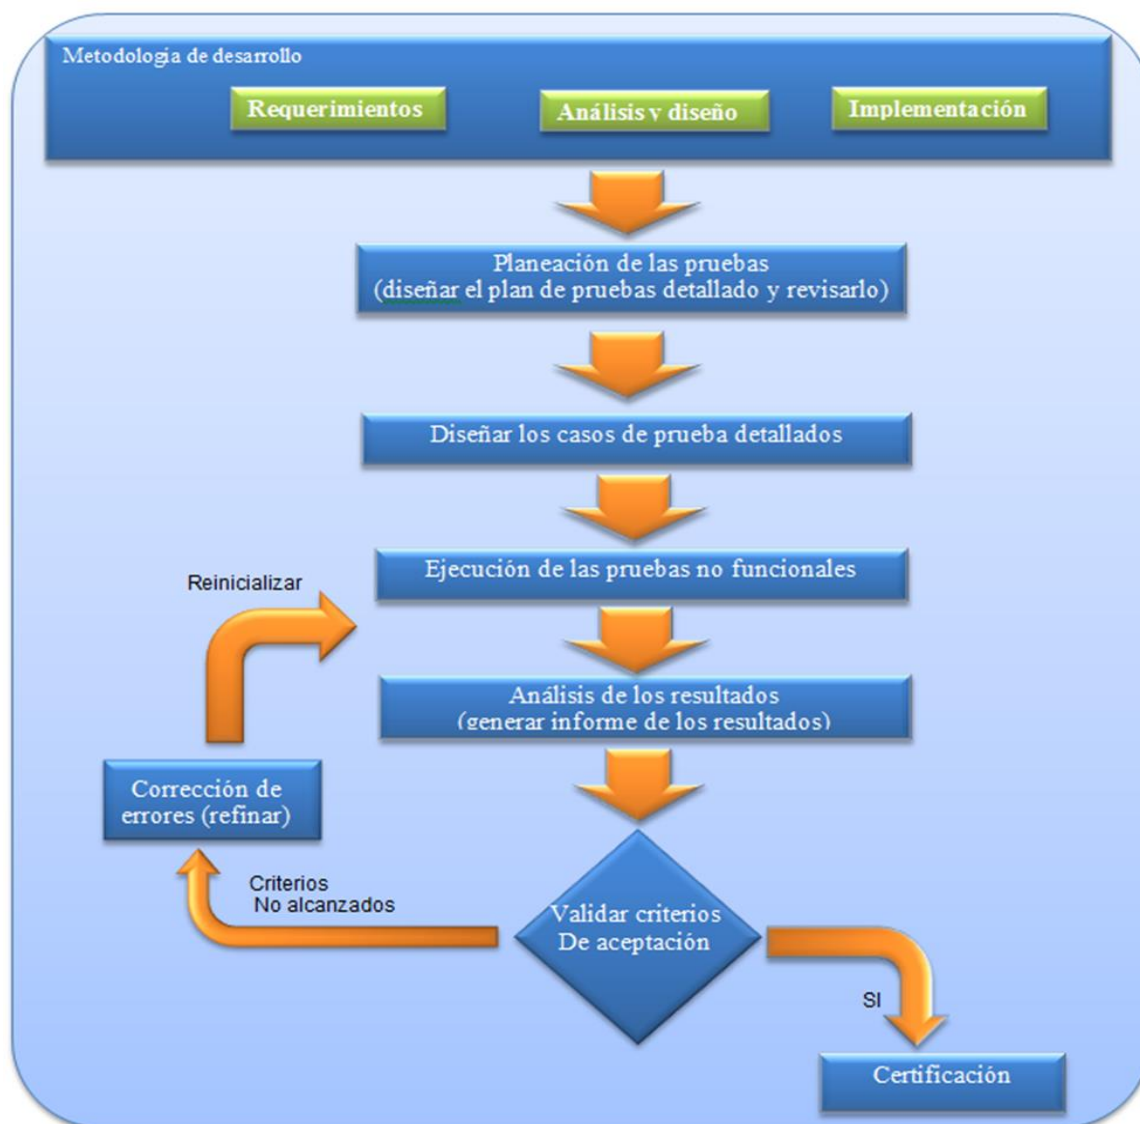 Metodología de desarrollo
Requerimientos
Análisis y diseño
Implementación
Planeación de las pruebas
(diseñar el plan de pruebas detallado y revisarlo)
Diseñar los casos de prueba detallados
Ejecución de las pruebas no funcionales
Reinicializar
Análisis de los resultados
(generar informe de los resultados)
Corrección de
errores (refinar)
Criterios
No alcanzados
Validar criterios
De aceptación
SI
Certificación